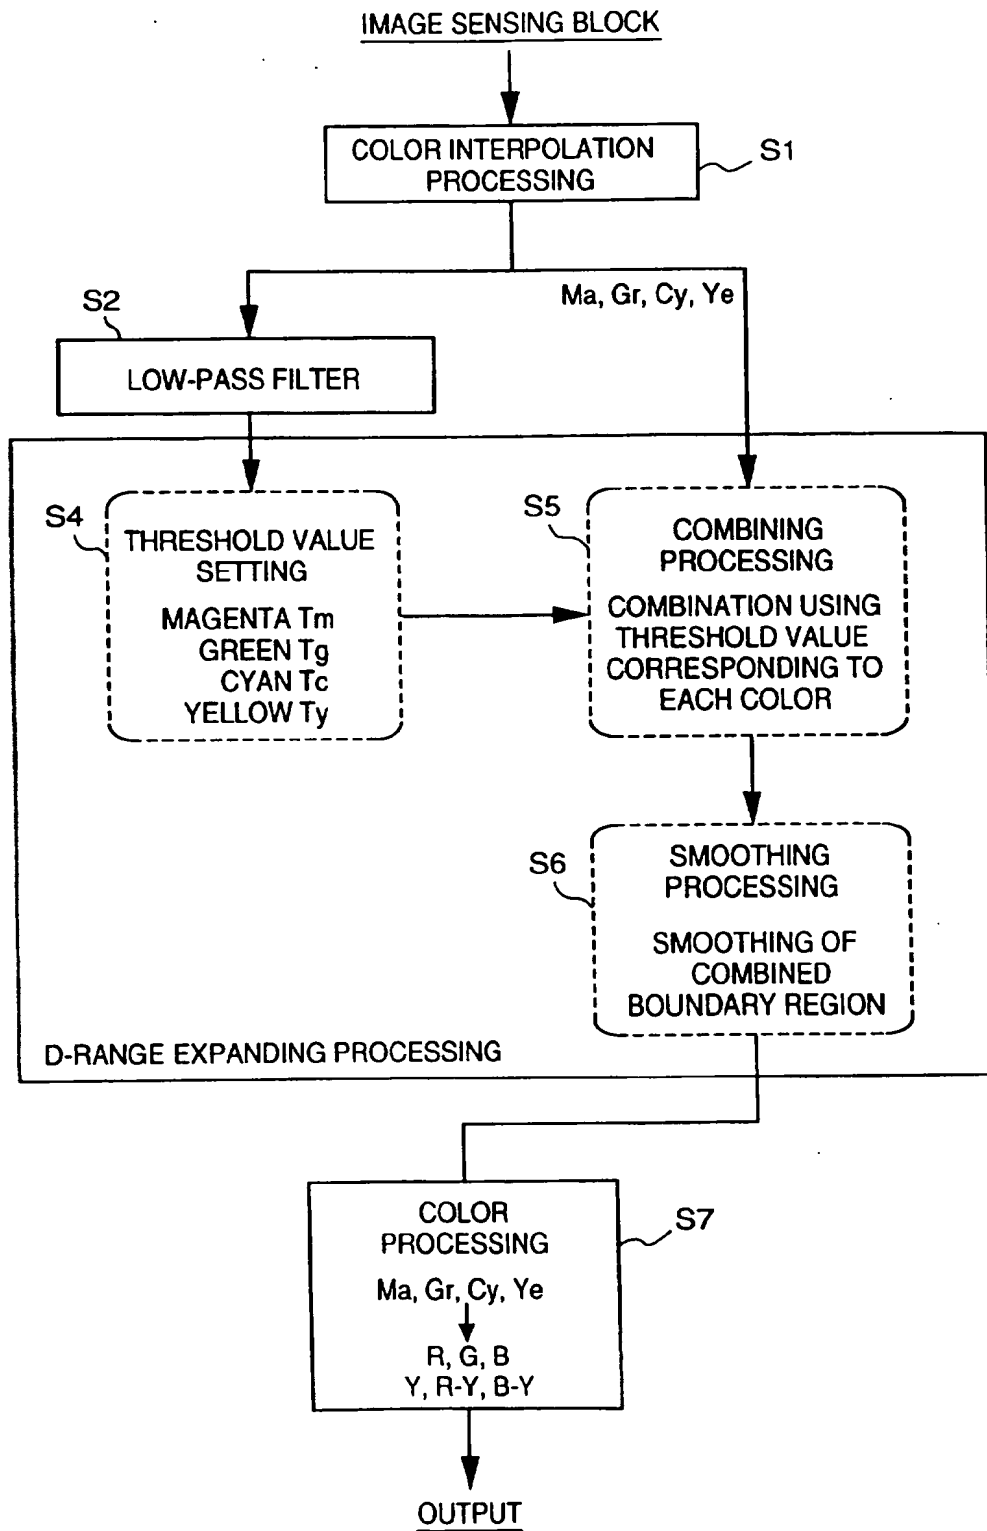 IMAGE SENSING BLOCK
COLOR INTERPOLATION
PROCESSING
S1
Ma, Gr, Cy, Ye
S2
LOW-PASS FILTER
S4
THRESHOLD VALUE
SETTING
MAGENTA Tm
GREEN Tg
CYAN Tc
YELLOW Ty
S5
COMBINING
PROCESSING
COMBINATION USING
THRESHOLD VALUE
CORRESPONDING TO
EACH COLOR
S6
SMOOTHING
PROCESSING
SMOOTHING OF
COMBINED
BOUNDARY REGION
D-RANGE EXPANDING PROCESSING
COLOR
PROCESSING
S7
Ma, Gr, Cy, Ye
R, G, B
Y, R-Y, B-Y
OUTPUT